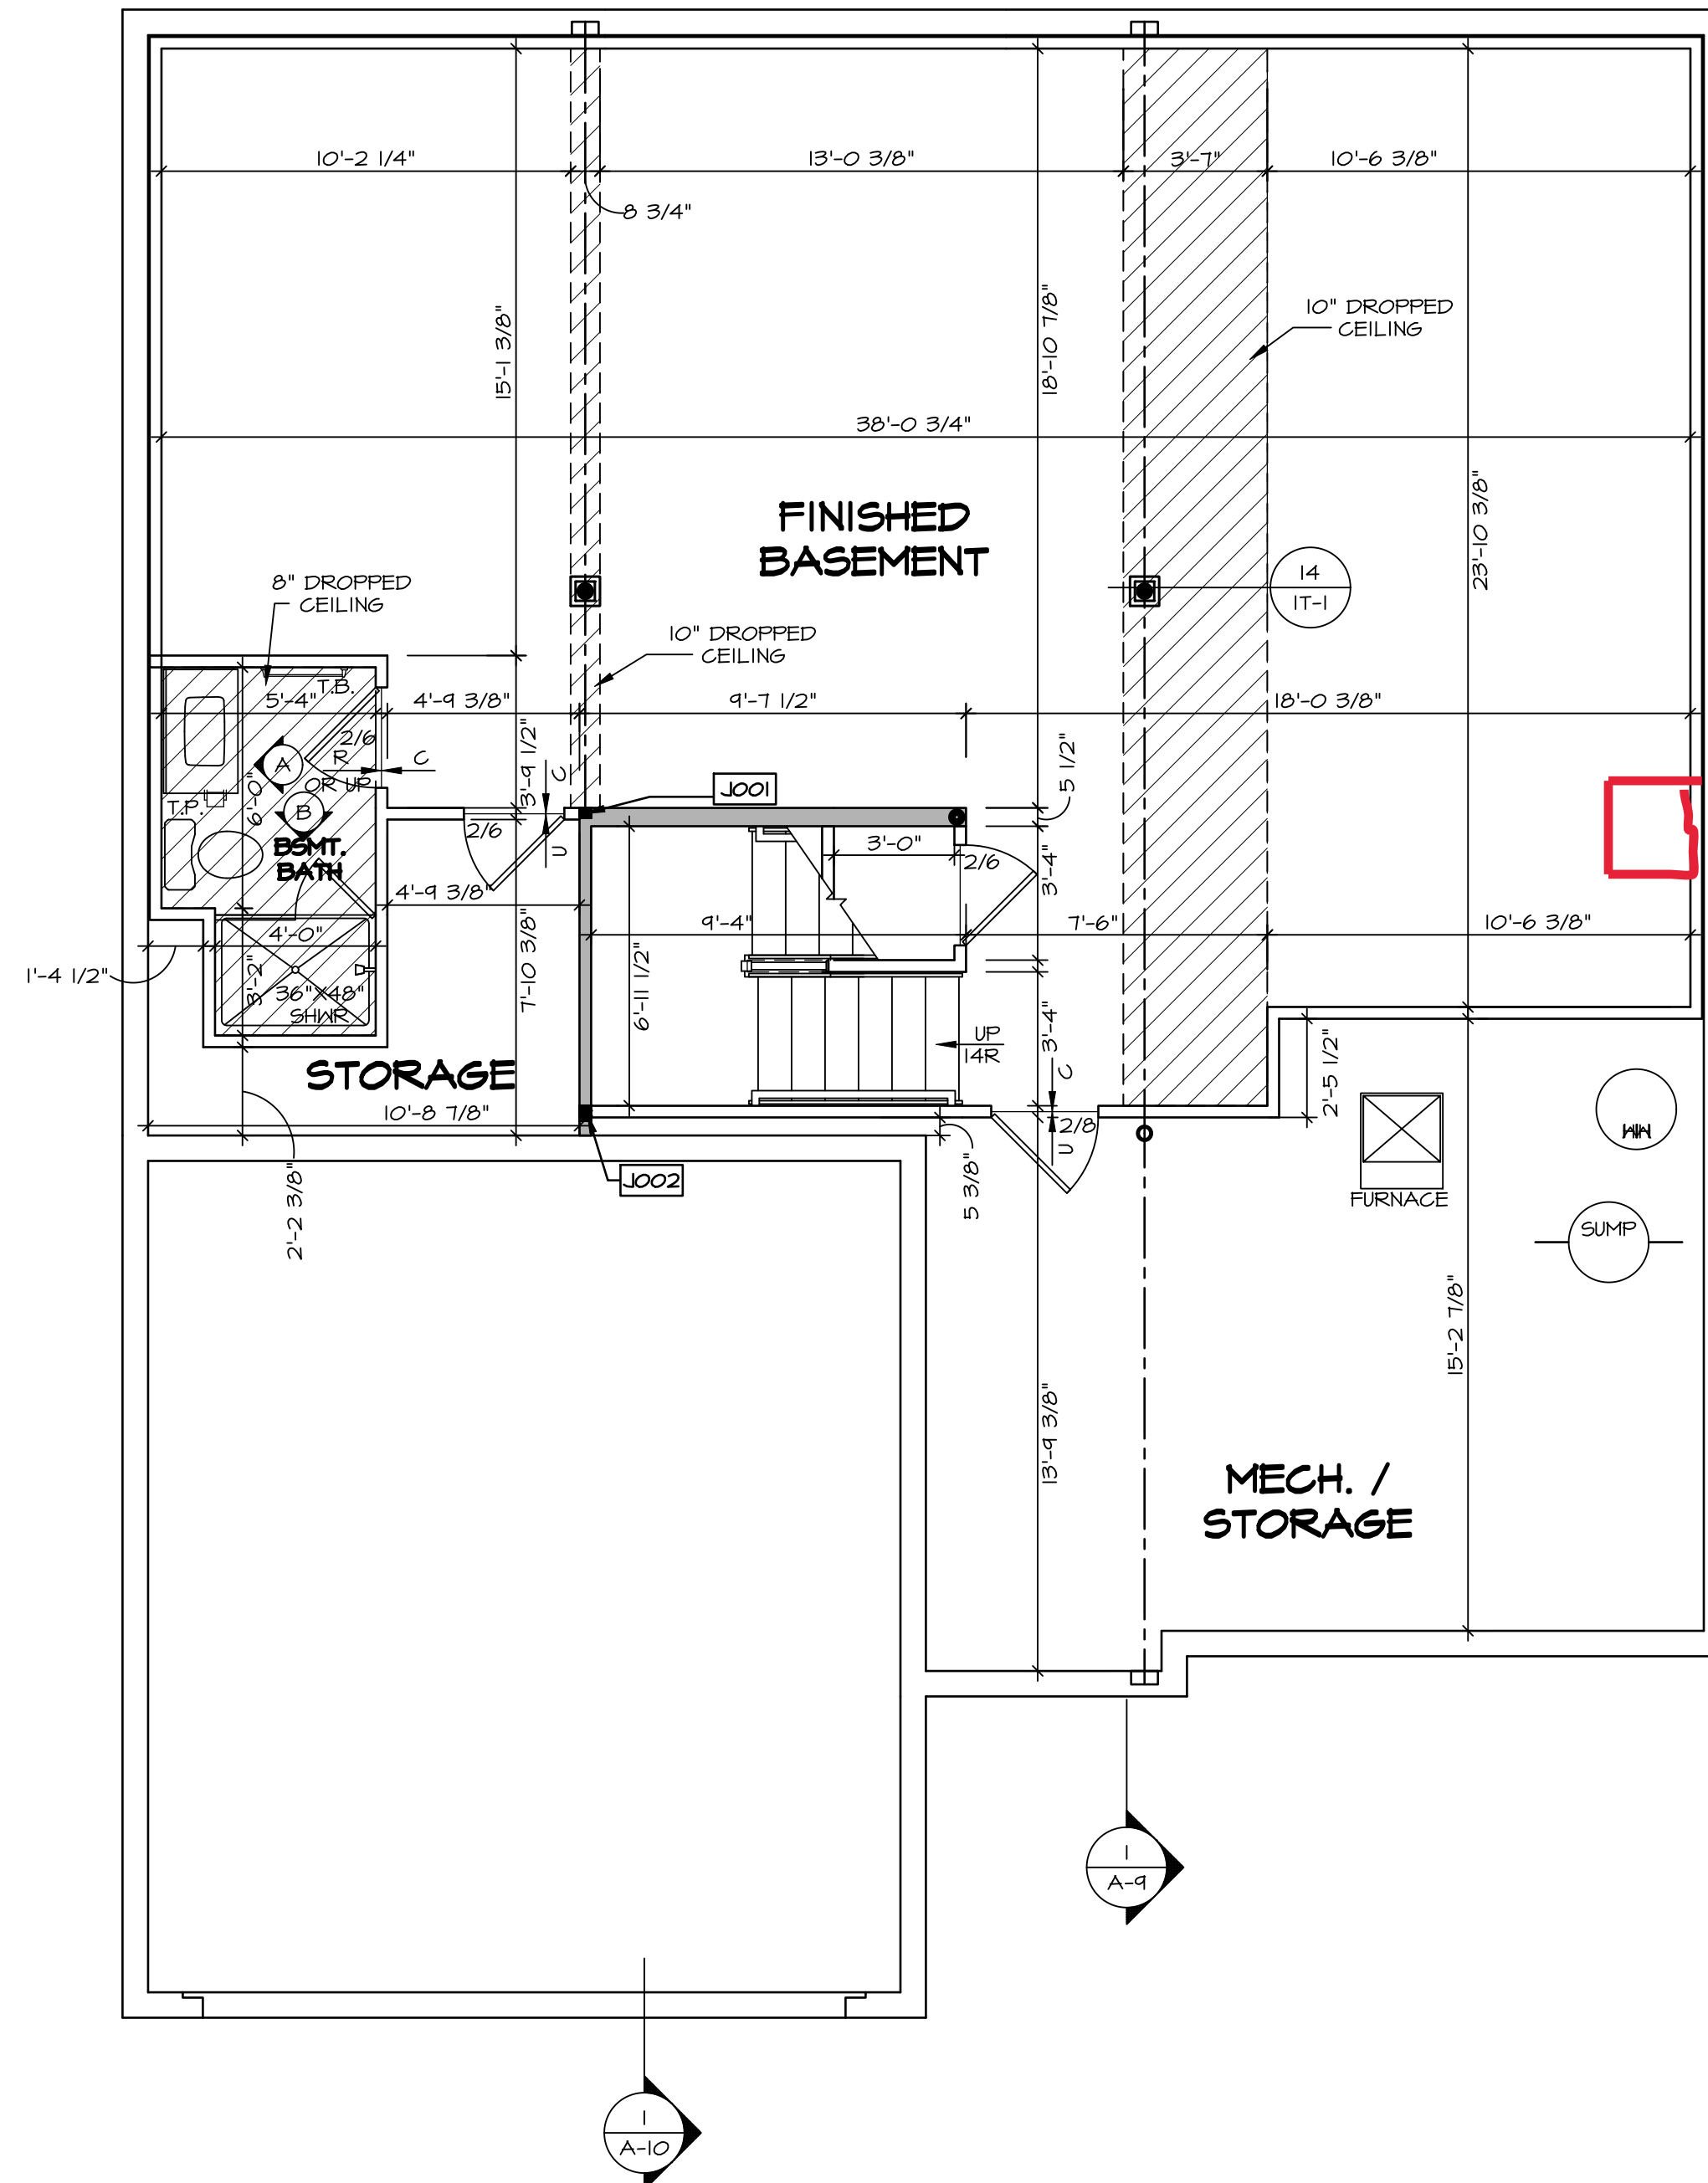 10'-2 1/4"
13'-0 3/8"
3'-7"
10'-6 3/8"
8 3/4"
15'-1 3/8"
18'-10 7/8"
10" DROPPED
CEILING
38'-0 3/4"
23'-10 3/8"
FINISHED
BASEMENT
14
IT-1
8" DROPPED
CEILING
10" DROPPED
CEILING
T.B.
5'-4"
4'-9 3/8"
9'-7 1/2"
18'-0 3/8"
2/6
R
C
OR UP
A
B
6'-0"
T.P.
BSMT.
BATH
3'-9 1/2"
C
U
2/6
J001
5 1/2"
3'-0"
2/6
3'-4"
4'-9 3/8"
9'-4"
7'-6"
10'-6 3/8"
4'-0"
1'-4 1/2"
3'-2"
36"X48"
SHWR
7'-10 3/8"
6'-11 1/2"
UP
14R
3'-4"
C
U
2/8
2'-5 1/2"
STORAGE
10'-8 7/8"
J002
2'-2 3/8"
5 3/8"
FURNACE
SUMP
15'-2 7/8"
13'-9 3/8"
MECH. /
STORAGE
1
A-9
1
A-10